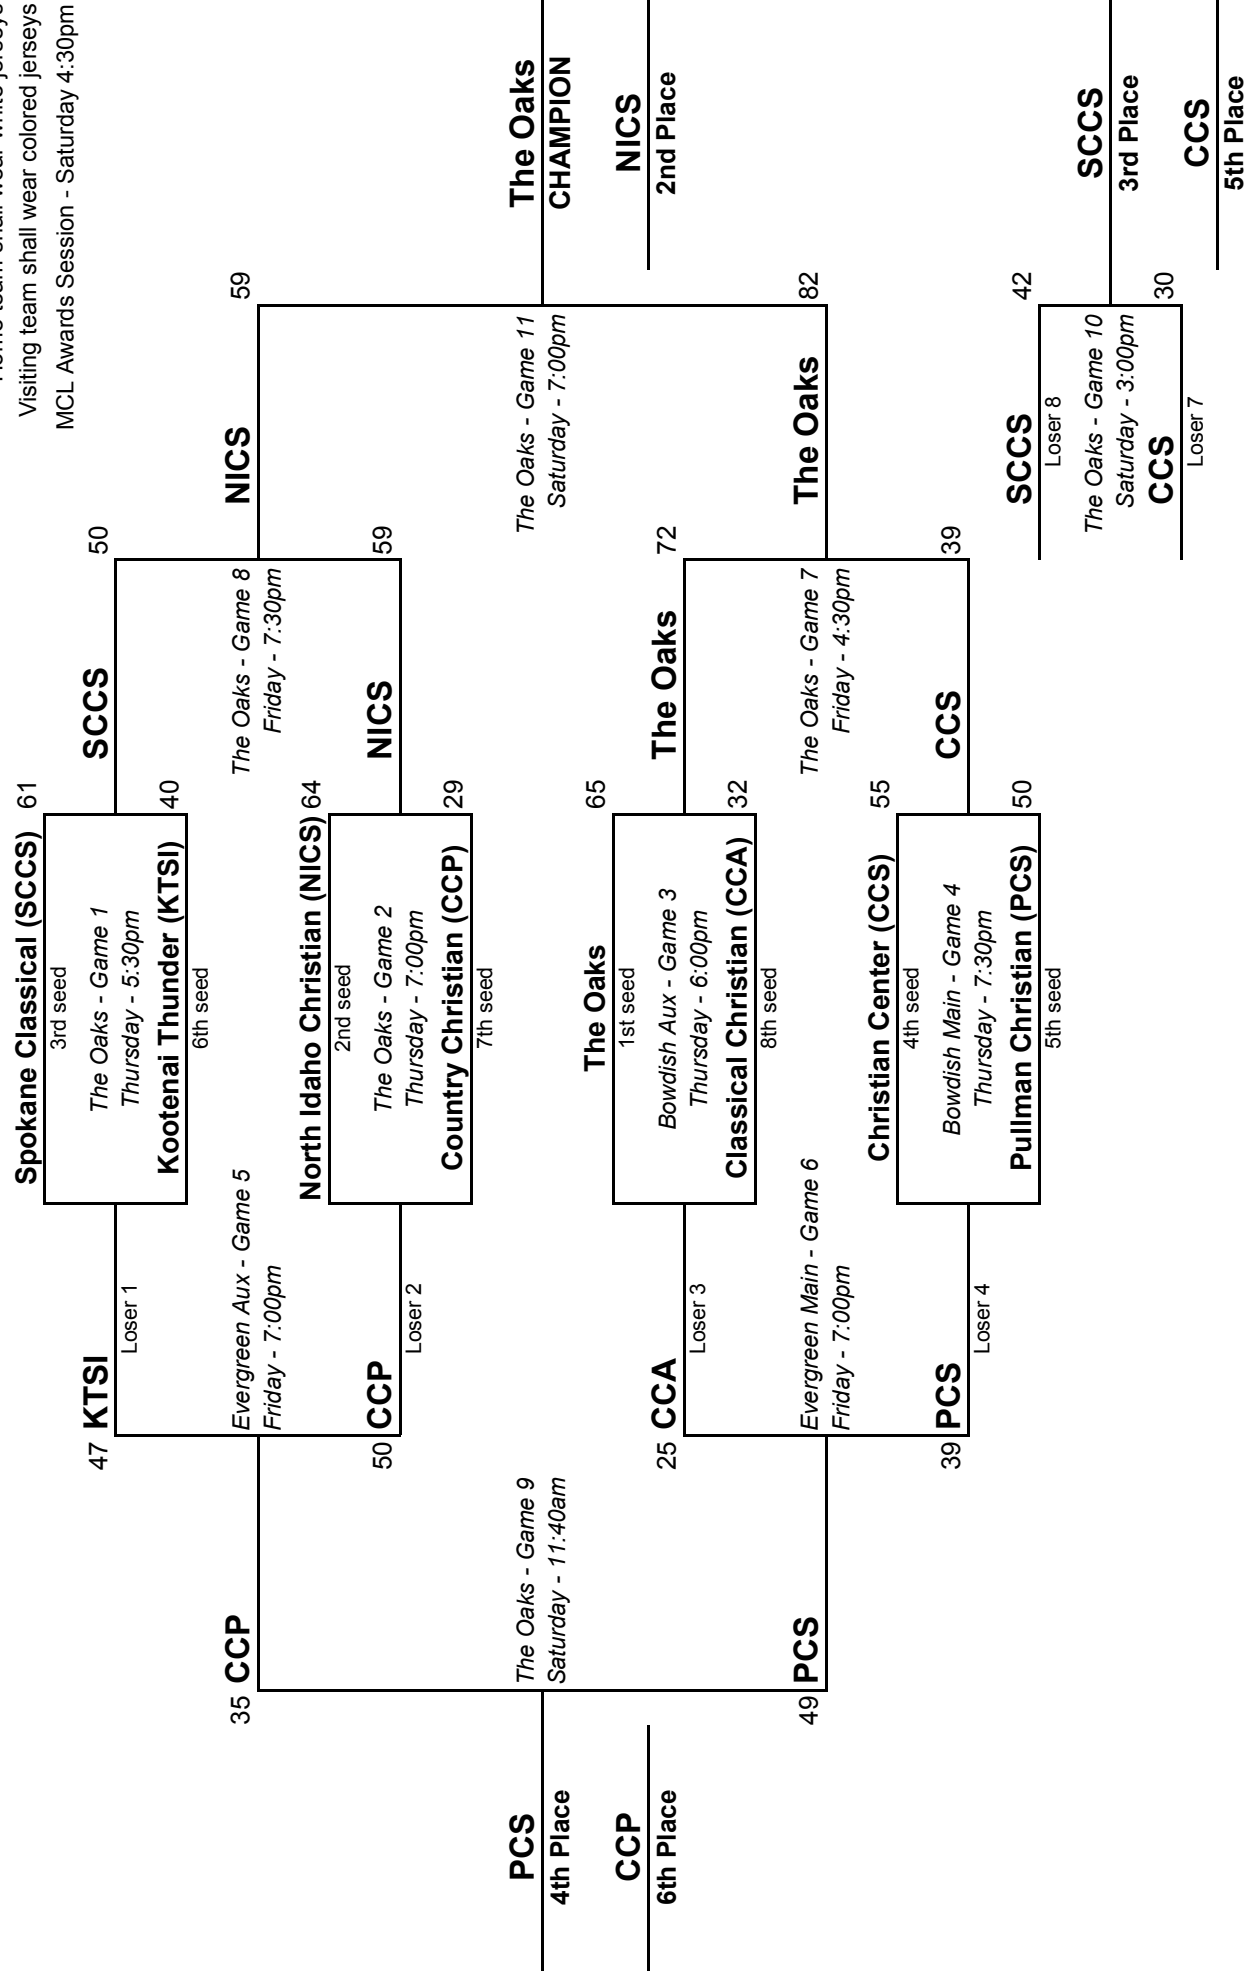 Visiting team shall wear colored jerseys
MCL Awards Session - Saturday 4:30pm
Spokane Classical (SCCS) 61
3rd seed
The Oaks - Game 1
Thursday - 5:30pm
Kootenai Thunder (KTSI) 40
6th seed
North Idaho Christian (NICS) 64
2nd seed
The Oaks - Game 2
Thursday - 7:00pm
Country Christian (CCP) 29
7th seed
The Oaks 65
1st seed
Bowdish Aux - Game 3
Thursday - 6:00pm
Classical Christian (CCA) 32
8th seed
Christian Center (CCS) 55
4th seed
Bowdish Main - Game 4
Thursday - 7:30pm
Pullman Christian (PCS) 50
5th seed
47 KTSI
Loser 1
Evergreen Aux - Game 5
Friday - 7:00pm
50 CCP
Loser 2
25 CCA
Loser 3
Evergreen Main - Game 6
Friday - 7:00pm
39 PCS
Loser 4
35 CCP
The Oaks - Game 9
Saturday - 11:40am
49 PCS
PCS
4th Place
CCP
6th Place
SCCS 50
The Oaks - Game 8
Friday - 7:30pm
NICS 59
The Oaks 72
The Oaks - Game 7
Friday - 4:30pm
CCS 39
NICS 59
The Oaks - Game 11
Saturday - 7:00pm
The Oaks 82
The Oaks
CHAMPION
NICS
2nd Place
SCCS 42
Loser 8
The Oaks - Game 10
Saturday - 3:00pm
CCS 30
Loser 7
SCCS
3rd Place
CCS
5th Place